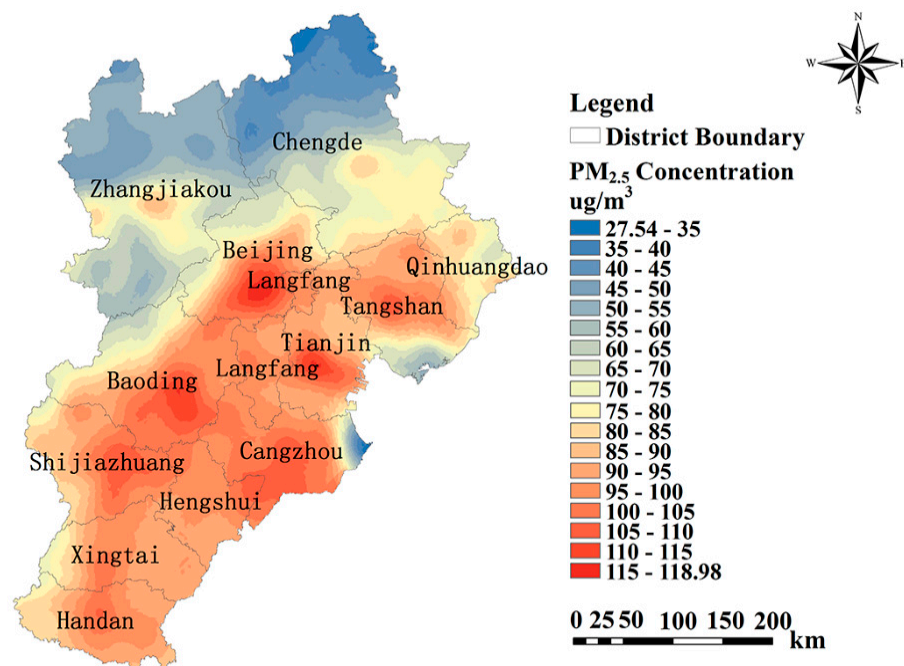 N
W E
S
Legend
District Boundary
PM2.5 Concentration
ug/m3
27.54 - 35
35 - 40
40 - 45
45 - 50
50 - 55
55 - 60
60 - 65
65 - 70
70 - 75
75 - 80
80 - 85
85 - 90
90 - 95
95 - 100
100 - 105
105 - 110
110 - 115
115 - 118.98
0 25 50 100 150 200
km
Chengde
Zhangjiakou
Beijing
Qinhuangdao
Langfang
Tangshan
Tianjin
Langfang
Baoding
Cangzhou
Shijiazhuang
Hengshui
Xingtai
Handan